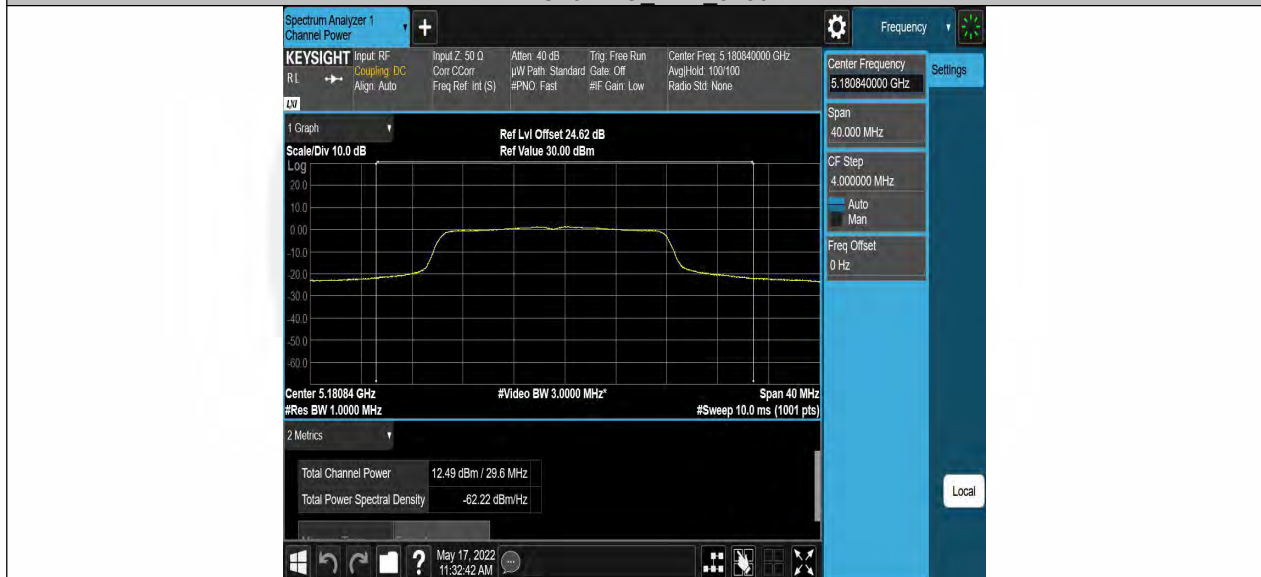 Spectrum Analyzer 1
Channel Power
+
Frequency
KEYSIGHT
RL
LXI
Input: RF
Coupling: DC
Align: Auto
Input Z: 50 Ω
Corr CCorr
Freq Ref: Int (S)
Atten: 40 dB
µW Path: Standard
#PNO: Fast
Trig: Free Run
Gate: Off
#IF Gain: Low
Center Freq: 5.180840000 GHz
Avg|Hold: 100/100
Radio Std: None
Center Frequency
5.180840000 GHz
Settings
Span
40.000 MHz
CF Step
4.000000 MHz
Auto
Man
Freq Offset
0 Hz
1 Graph
Scale/Div 10.0 dB
Ref Lvl Offset 24.62 dB
Ref Value 30.00 dBm
Log
20.0
10.0
0.00
-10.0
-20.0
-30.0
-40.0
-50.0
-60.0
Center 5.18084 GHz
#Video BW 3.0000 MHz*
Span 40 MHz
#Res BW 1.0000 MHz
#Sweep 10.0 ms (1001 pts)
2 Metrics
Total Channel Power 12.49 dBm / 29.6 MHz
Total Power Spectral Density -62.22 dBm/Hz
Local
?
May 17, 2022
11:32:42 AM